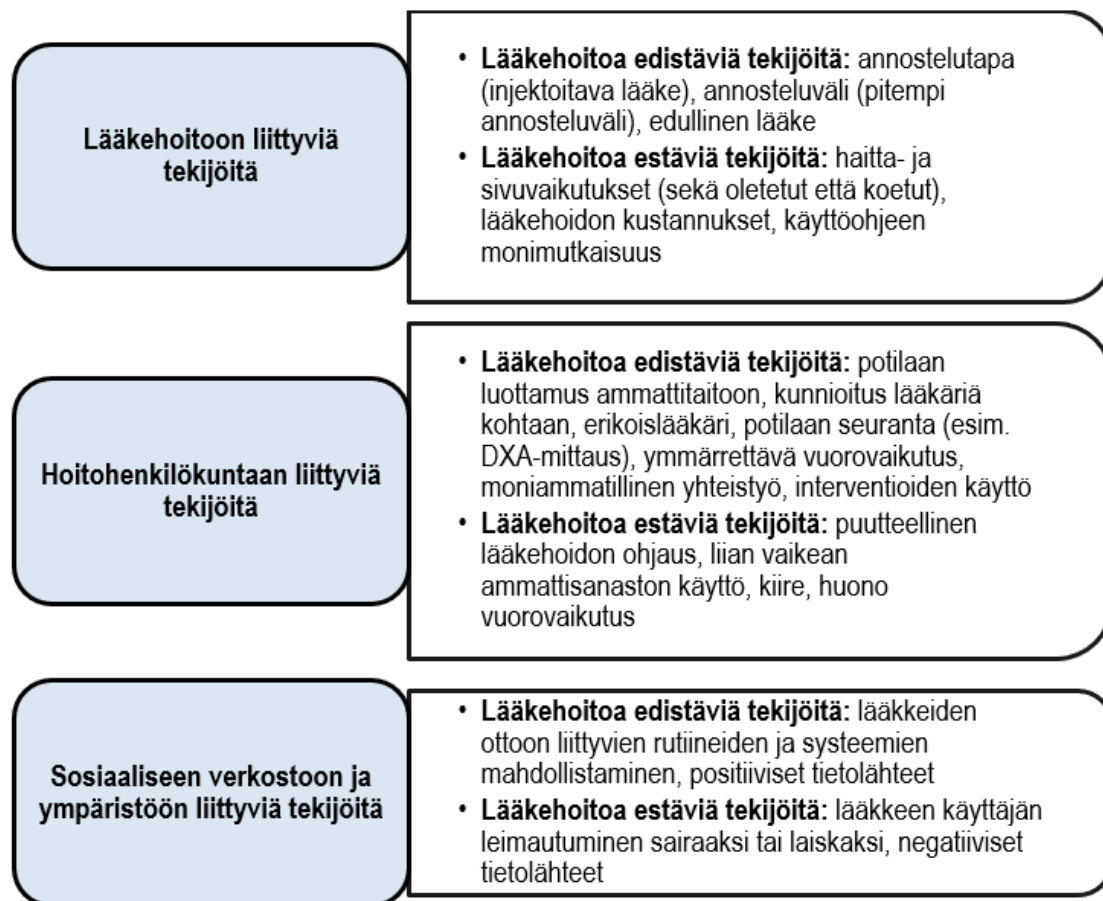 Lääkehoitoon liittyviä
tekijöitä
• Lääkehoitoa edistäviä tekijöitä: annostelutapa
(injektoitava lääke), annosteluväli (pitempi
annosteluväli), edullinen lääke
• Lääkehoitoa estäviä tekijöitä: haitta- ja
sivuvaikutukset (sekä oletetut että koetut),
lääkehoidon kustannukset, käyttöohjeen
monimutkaisuus
Hoitohenkilökuntaan liittyviä
tekijöitä
• Lääkehoitoa edistäviä tekijöitä: potilaan
luottamus ammattitaitoon, kunnioitus lääkäriä
kohtaan, erikoislääkäri, potilaan seuranta (esim.
DXA-mittaus), ymmärrettävä vuorovaikutus,
moniammatillinen yhteistyö, interventioiden käyttö
• Lääkehoitoa estäviä tekijöitä: puutteellinen
lääkehoidon ohjaus, liian vaikean
ammattisanaston käyttö, kiire, huono
vuorovaikutus
Sosiaaliseen verkostoon ja
ympäristöön liittyviä tekijöitä
• Lääkehoitoa edistäviä tekijöitä: lääkkeiden
ottoon liittyvien rutiineiden ja systeemien
mahdollistaminen, positiiviset tietolähteet
• Lääkehoitoa estäviä tekijöitä: lääkkeen käyttäjän
leimautuminen sairaaksi tai laiskaksi, negatiiviset
tietolähteet